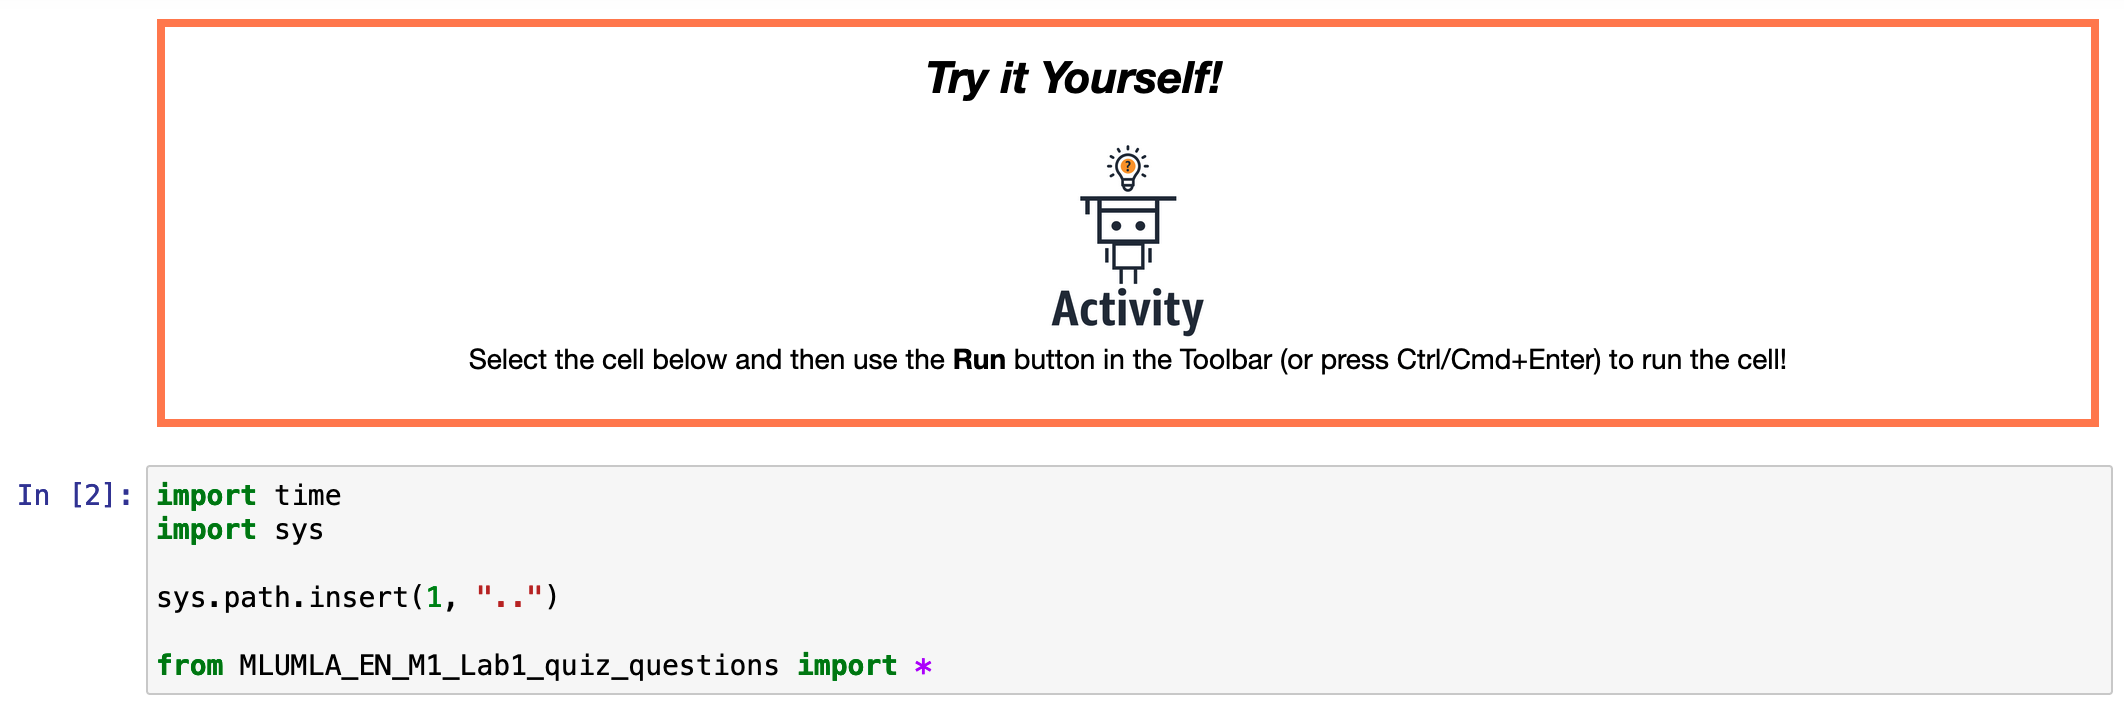 Try it Yourself!
?
Activity
Select the cell below and then use the Run button in the Toolbar (or press Ctrl/Cmd+Enter) to run the cell!
In [2]:
import time
import sys
sys.path.insert(1, "..")
from MLUMLA_EN_M1_Lab1_quiz_questions import *